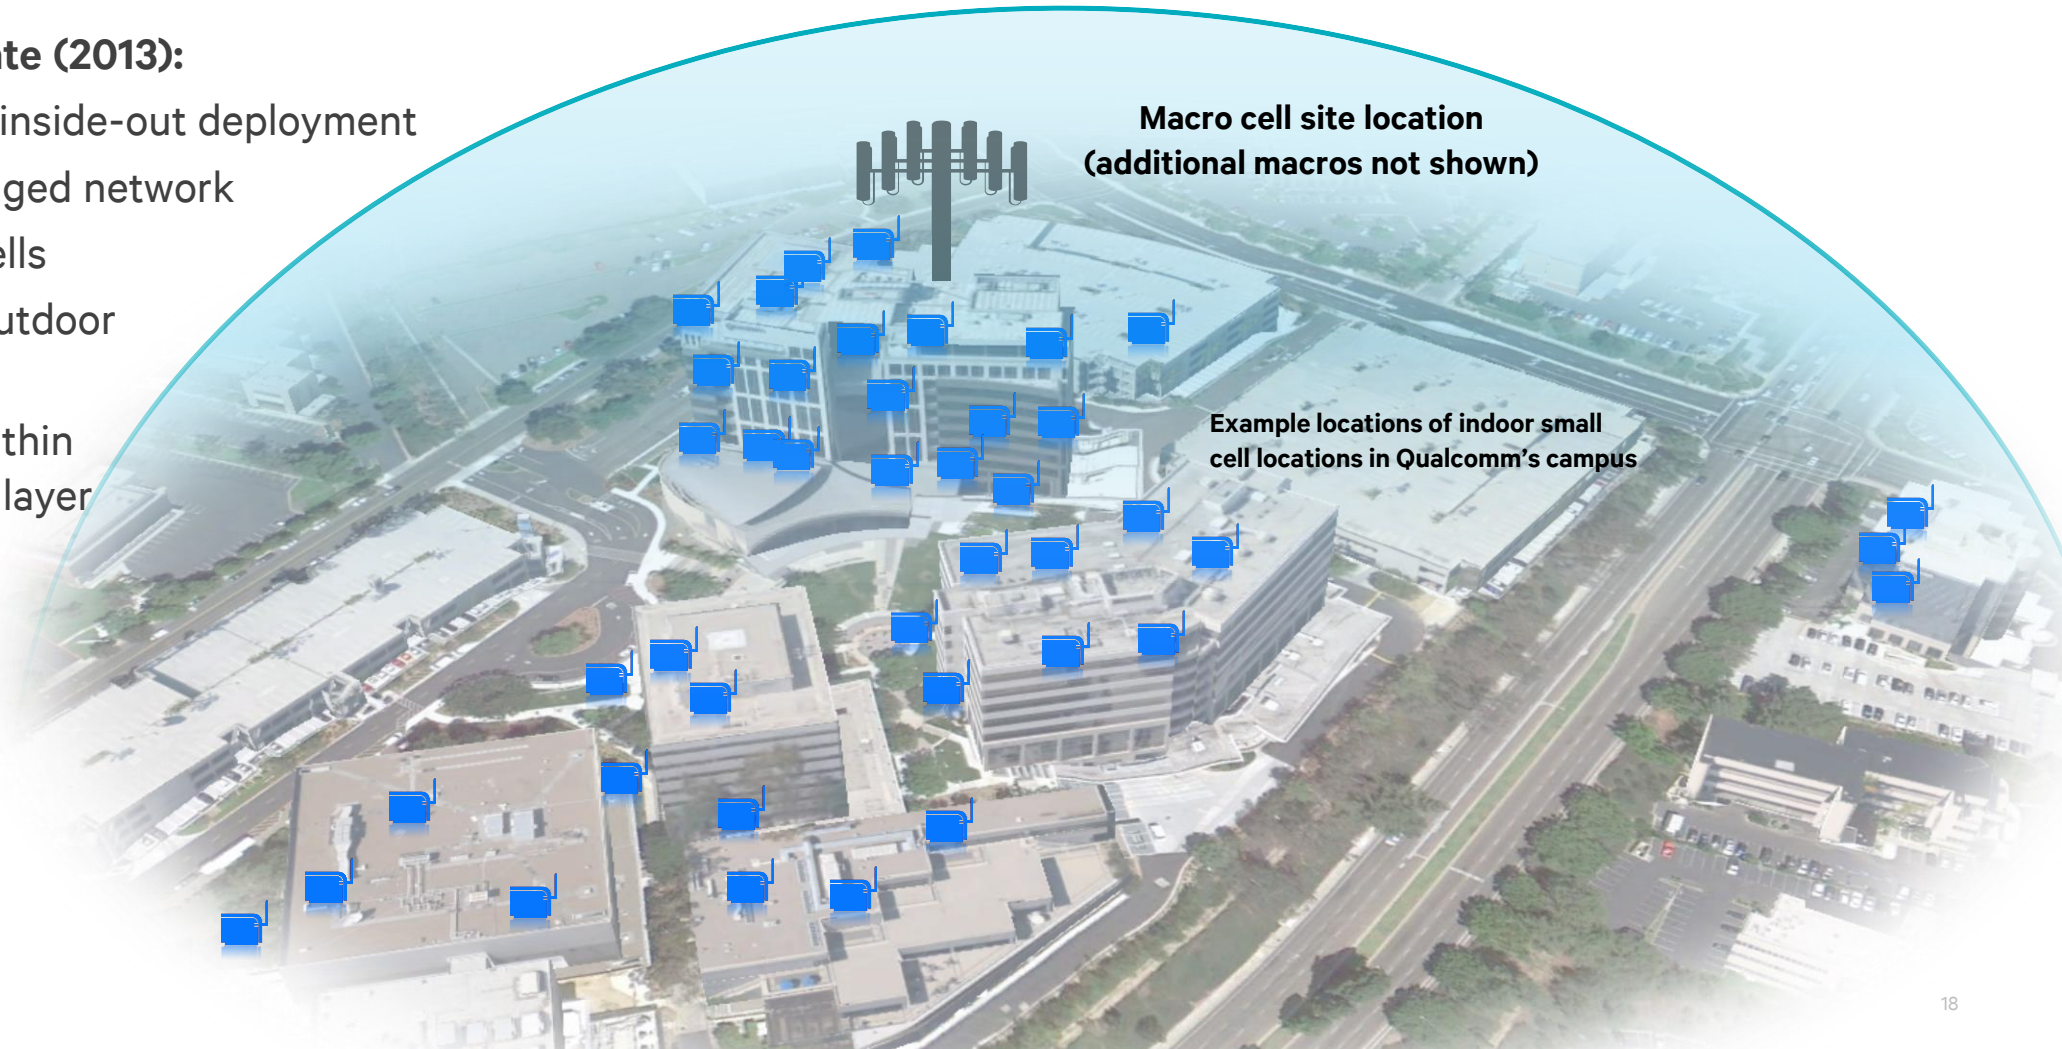 te (2013):
inside-out deployment
ged network
ells
utdoor
thin
layer
Macro cell site location
(additional macros not shown)
Example locations of indoor small
cell locations in Qualcomm's campus
18